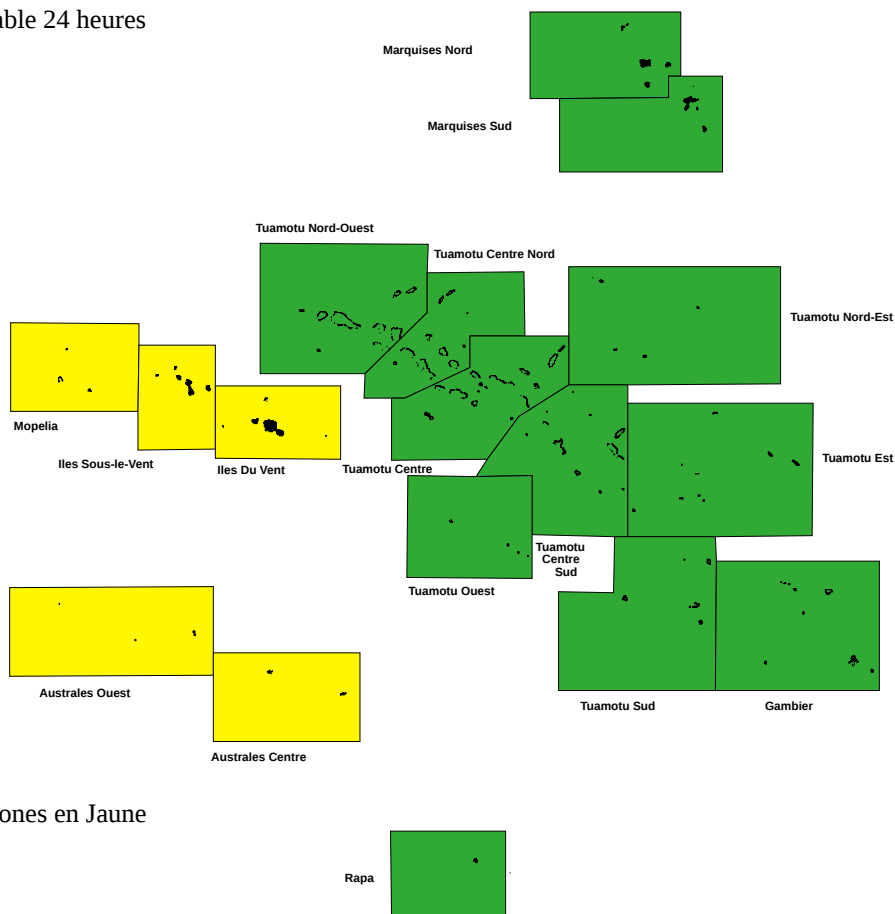 24 heures
Marquises Nord
Marquises Sud
Tuamotu Nord-Ouest
Tuamotu Centre Nord
Tuamotu Nord-Est
Mopelia
Iles Sous-le-Vent
Iles Du Vent
Tuamotu Centre
Tuamotu Est
Tuamotu
Centre
Sud
Tuamotu Ouest
Australes Ouest
Tuamotu Sud
Gambier
Australes Centre
en Jaune
Rapa